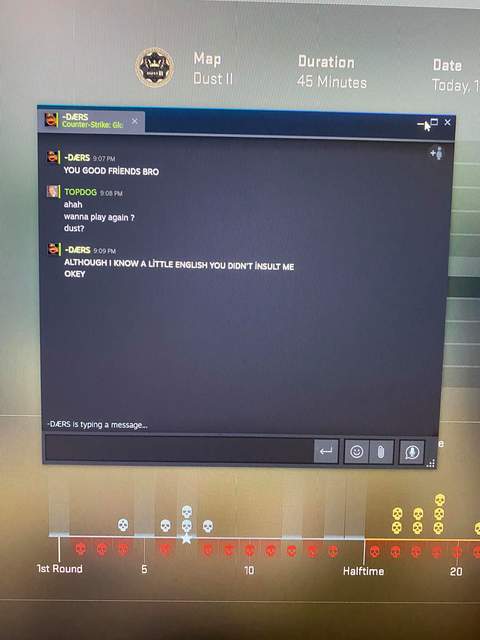 Map
Duration
Date
DUST II
Dust II
45 Minutes
Today, 1
-DÆRS
Counter-Strike: Glo
-DÆRS 9:07 PM
YOU GOOD FRİENDS BRO
TOPDOG 9:08 PM
ahah
wanna play again ?
dust?
-DÆRS 9:09 PM
ALTHOUGH I KNOW A LİTTLE ENGLISH YOU DIDN'T İNSULT ME
OKEY
-DÆRS is typing a message...
e
1st Round
5
10
Halftime
20